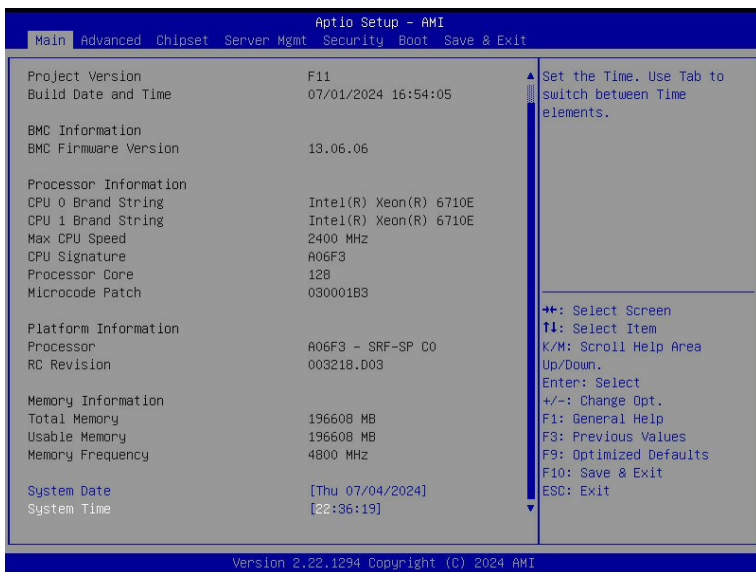 Aptio Setup - AMI
Main Advanced Chipset Server Mgmt Security Boot Save & Exit
Project Version F11
Build Date and Time 07/01/2024 16:54:05
BMC Information
BMC Firmware Version 13.06.06
Processor Information
CPU 0 Brand String Intel(R) Xeon(R) 6710E
CPU 1 Brand String Intel(R) Xeon(R) 6710E
Max CPU Speed 2400 MHz
CPU Signature A06F3
Processor Core 128
Microcode Patch 030001B3
Platform Information
Processor A06F3 - SRF-SP C0
RC Revision 003218.D03
Memory Information
Total Memory 196608 MB
Usable Memory 196608 MB
Memory Frequency 4800 MHz
System Date [Thu 07/04/2024]
System Time [22:36:19]
Set the Time. Use Tab to
switch between Time
elements.
→←: Select Screen
↑↓: Select Item
K/M: Scroll Help Area
Up/Down.
Enter: Select
+/-: Change Opt.
F1: General Help
F3: Previous Values
F9: Optimized Defaults
F10: Save & Exit
ESC: Exit
Version 2.22.1294 Copyright (C) 2024 AMI